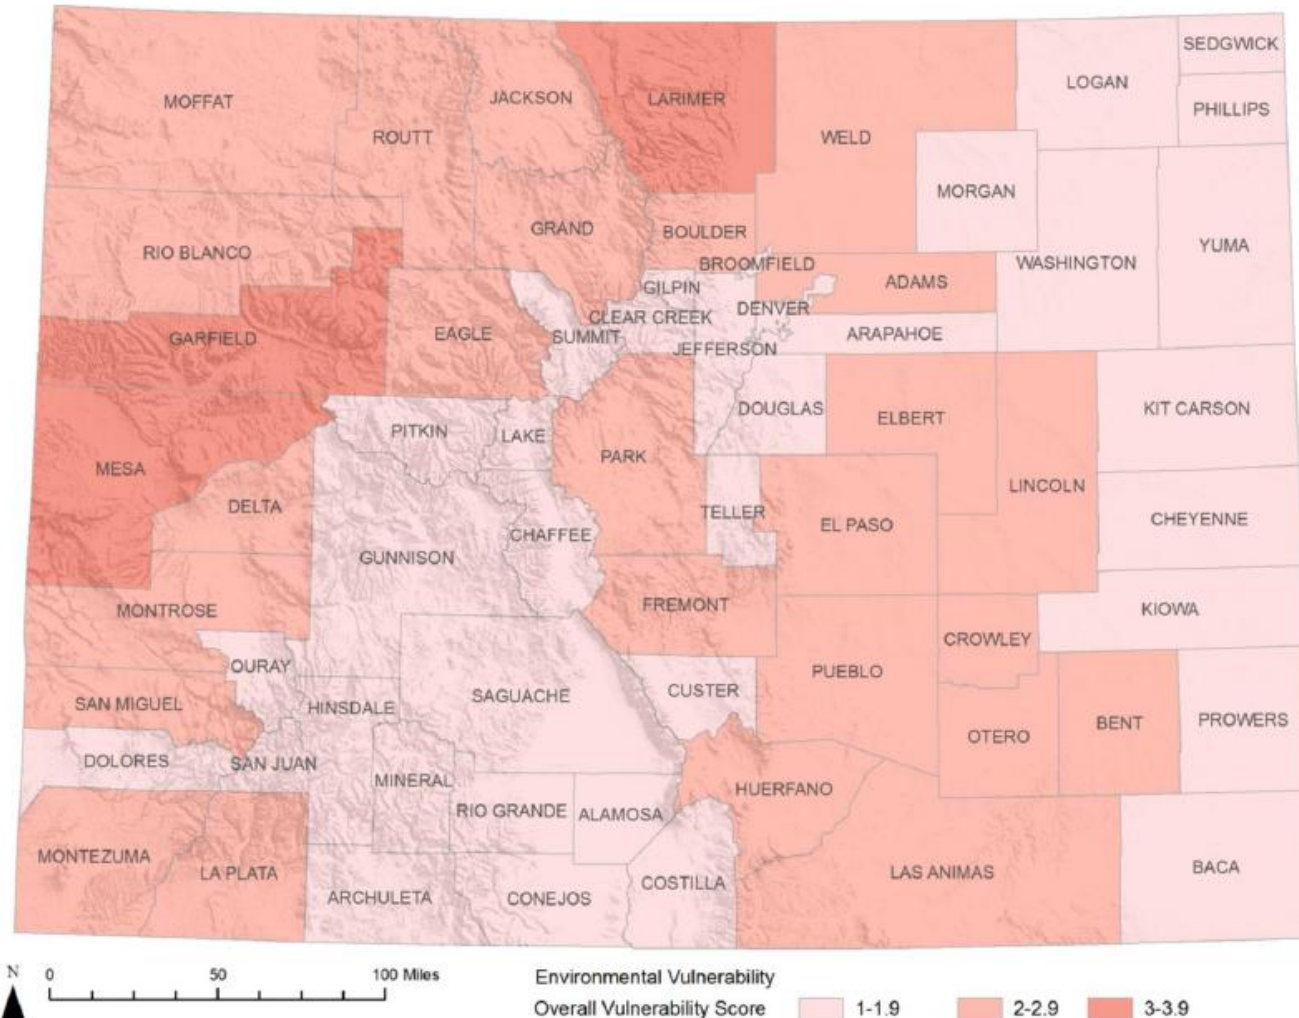 SEDGWICK
LOGAN
JACKSON
LARIMER
MOFFAT
PHILLIPS
ROUTT
WELD
MORGAN
GRAND
BOULDER
YUMA
RIO BLANCO
BROOMFIELD
WASHINGTON
GILPIN
ADAMS
DENVER
CLEAR CREEK
EAGLE
SUMMIT
ARAPAHOE
GARFIELD
JEFFERSON
DOUGLAS
KIT CARSON
ELBERT
PITKIN
LAKE
PARK
MESA
LINCOLN
DELTA
TELLER
CHEYENNE
EL PASO
CHAFFEE
GUNNISON
FREMONT
KIOWA
MONTROSE
CROWLEY
OURAY
PUEBLO
CUSTER
SAGUACHE
SAN MIGUEL
HINSDALE
PROWERS
BENT
OTERO
DOLORES
SAN JUAN
MINERAL
HUERFANO
RIO GRANDE
ALAMOSA
MONTEZUMA
LA PLATA
LAS ANIMAS
BACA
COSTILLA
ARCHULETA
CONEJOS
N 0 50 100 Miles
Environmental Vulnerability
Overall Vulnerability Score 1-1.9 2-2.9 3-3.9